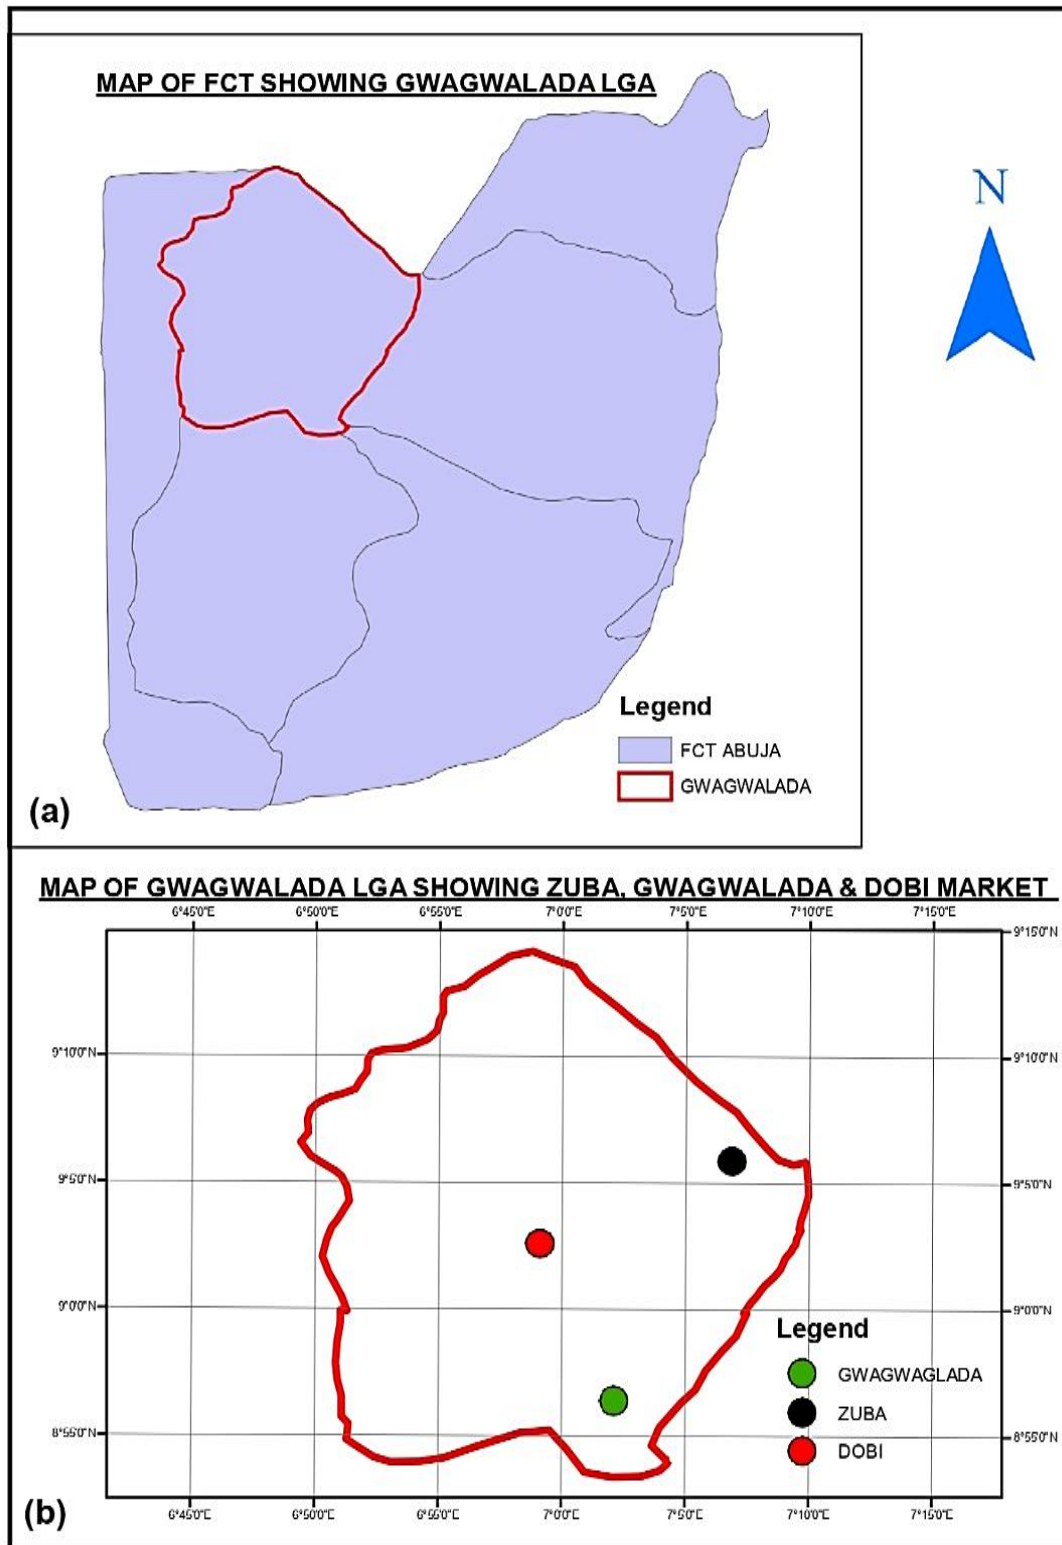 MAP OF FCT SHOWING GWAGWALADA LGA
N
Legend
FCT ABUJA
GWAGWALADA
(a)
MAP OF GWAGWALADA LGA SHOWING ZUBA, GWAGWALADA & DOBI MARKET
6°45'0"E 6°50'0"E 6°55'0"E 7°0'0"E 7°5'0"E 7°10'0"E 7°15'0"E
9°15'0"N
9°10'0"N 9°10'0"N
9°5'0"N 9°5'0"N
9°0'0"N 9°0'0"N
Legend
GWAGWAGLADA
ZUBA
8°55'0"N 8°55'0"N
DOBI
(b)
6°45'0"E 6°50'0"E 6°55'0"E 7°0'0"E 7°5'0"E 7°10'0"E 7°15'0"E